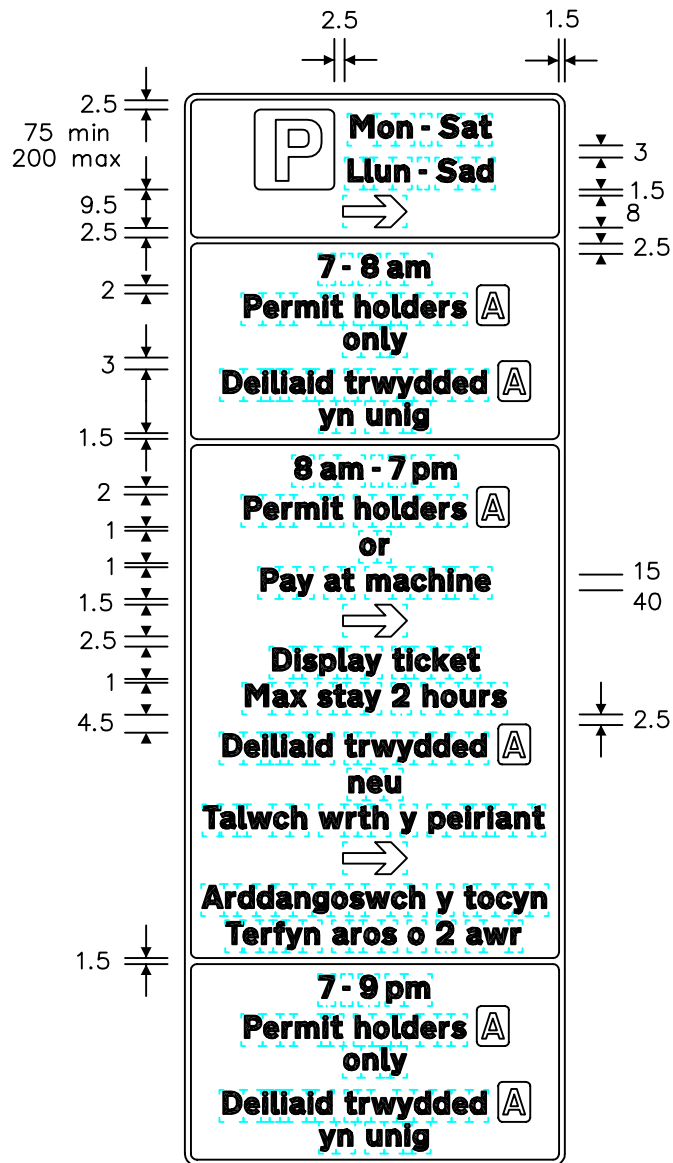 2.5 1.5
2.5
75 min
200 max
9.5
2.5
2
3
1.5
2
1
1
1.5
2.5
1
4.5
1.5
P Mon - Sat
Llun - Sad
7 - 8 am
Permit holders A
only
Deiliaid trwydded A
yn unig
8 am - 7 pm
Permit holders A
or
Pay at machine
Display ticket
Max stay 2 hours
Deiliaid trwydded A
neu
Talwch wrth y peiriant
Arddangoswch y tocyn
Terfyn aros o 2 awr
7 - 9 pm
Permit holders A
only
Deiliaid trwydded A
yn unig
3
1.5
8
2.5
15
40
2.5